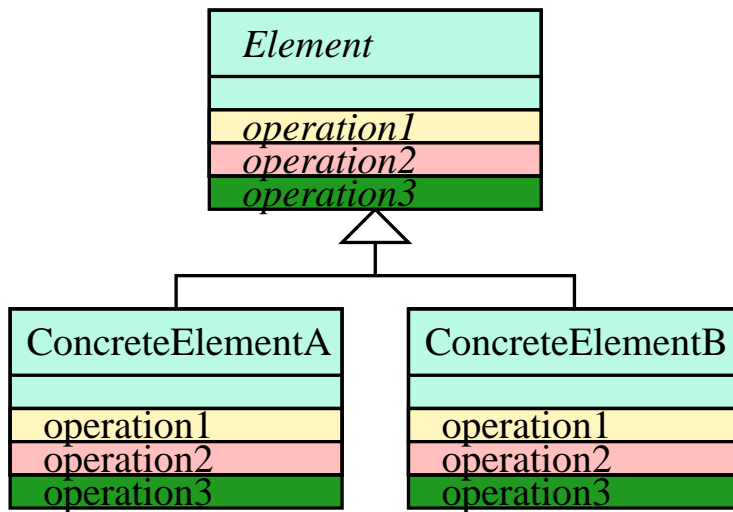 Element
operation1
operation2
operation3
ConcreteElementA
operation1
operation2
operation3
ConcreteElementB
operation1
operation2
operation3